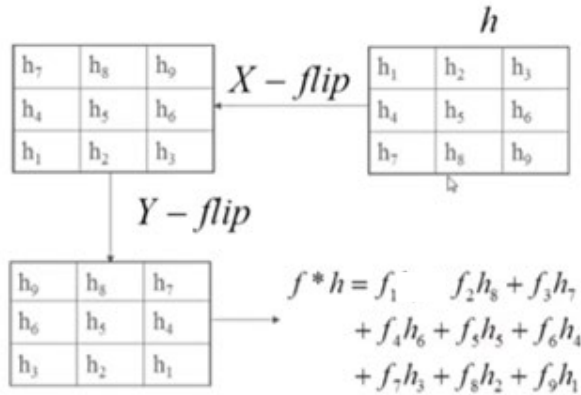 h
h₇ h₈ h₉
h₄ h₅ h₆
h₁ h₂ h₃
X − flip
h₁ h₂ h₃
h₄ h₅ h₆
h₇ h₈ h₉
Y − flip
h₉ h₈ h₇
h₆ h₅ h₄
h₃ h₂ h₁
f * h = f₁ f₂h₈ + f₃h₇
+ f₄h₆ + f₅h₅ + f₆h₄
+ f₇h₃ + f₈h₂ + f₉h₁